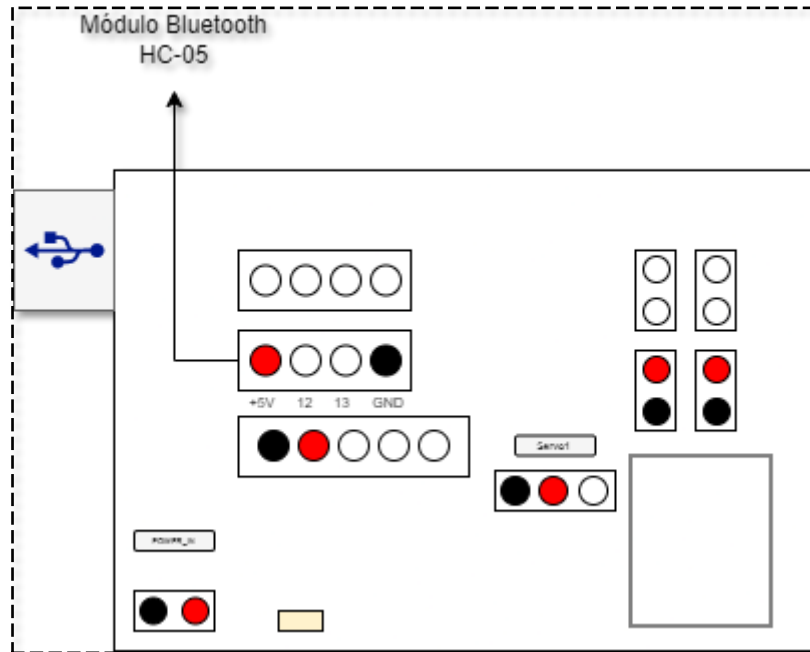 Módulo Bluetooth
HC-05
+5V 12 13 GND
Servo1
POWER_IN